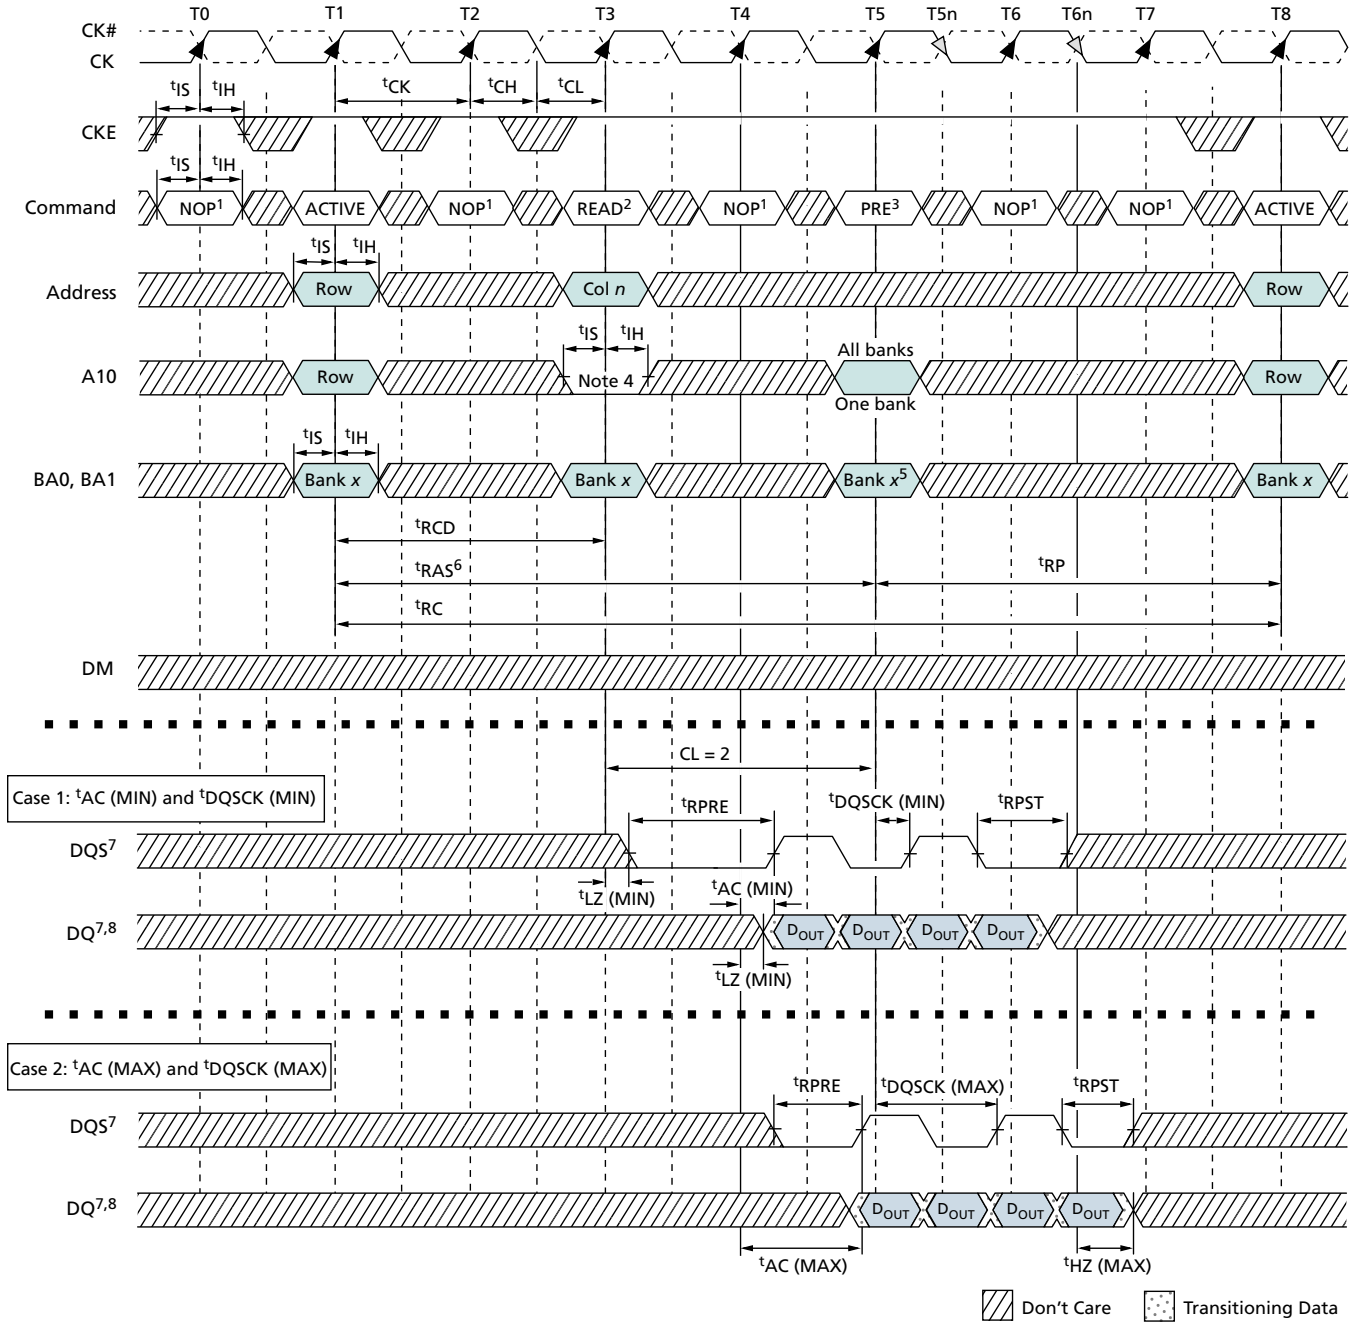 T0 T1 T2 T3 T4 T5 T5n T6 T6n T7 T8
CK#
CK
tIS tIH tCK tCH tCL
CKE
tIS tIH
Command NOP1 ACTIVE NOP1 READ2 NOP1 PRE3 NOP1 NOP1 ACTIVE
tIS tIH
Address Row Col n Row
tIS tIH All banks
A10 Row Note 4 Row
One bank
tIS tIH
BA0, BA1 Bank x Bank x Bank x5 Bank x
tRCD
tRAS6 tRP
tRC
DM
CL = 2
Case 1: tAC (MIN) and tDQSCK (MIN)
tRPRE tDQSCK (MIN) tRPST
DQS7
tLZ (MIN) tAC (MIN)
DQ7,8 DOUT DOUT DOUT DOUT
tLZ (MIN)
Case 2: tAC (MAX) and tDQSCK (MAX)
tRPRE tDQSCK (MAX) tRPST
DQS7
DQ7,8 DOUT DOUT DOUT DOUT
tAC (MAX) tHZ (MAX)
Don't Care Transitioning Data